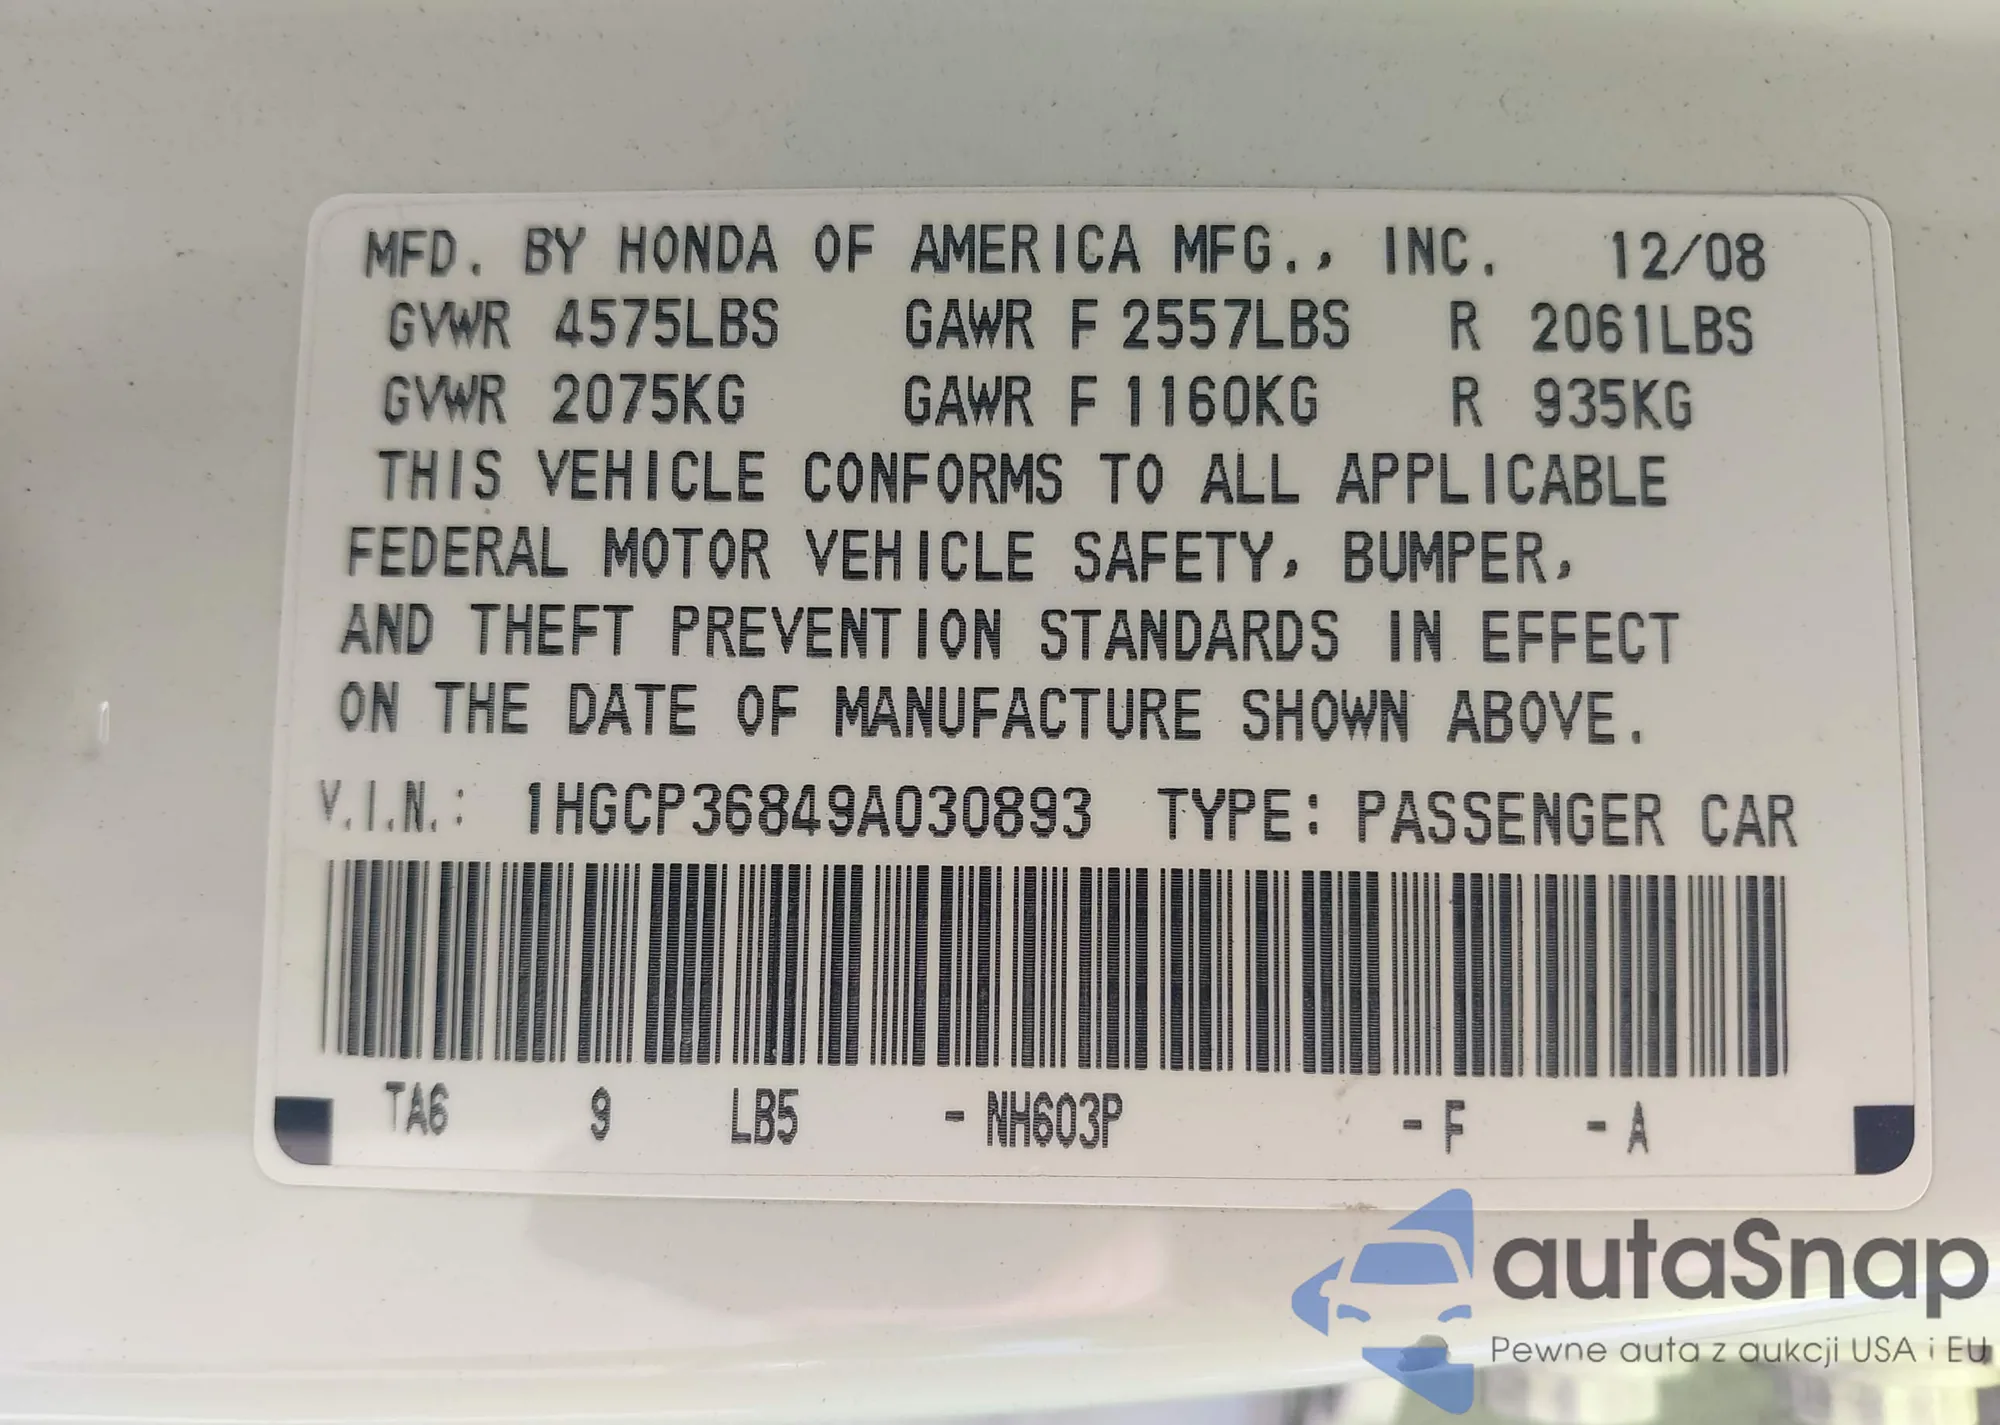 MFD. BY HONDA OF AMERICA MFG., INC. 12/08
GVWR 4575LBS GAWR F 2557LBS R 2061LBS
GVWR 2075KG GAWR F 1160KG R 935KG
THIS VEHICLE CONFORMS TO ALL APPLICABLE
FEDERAL MOTOR VEHICLE SAFETY, BUMPER,
AND THEFT PREVENTION STANDARDS IN EFFECT
ON THE DATE OF MANUFACTURE SHOWN ABOVE.
V.I.N.: 1HGCP36849A030893 TYPE: PASSENGER CAR
TA6 9 LB5 - NH603P - F - A
autaSnap
Pewne auta z aukcji USA i EU